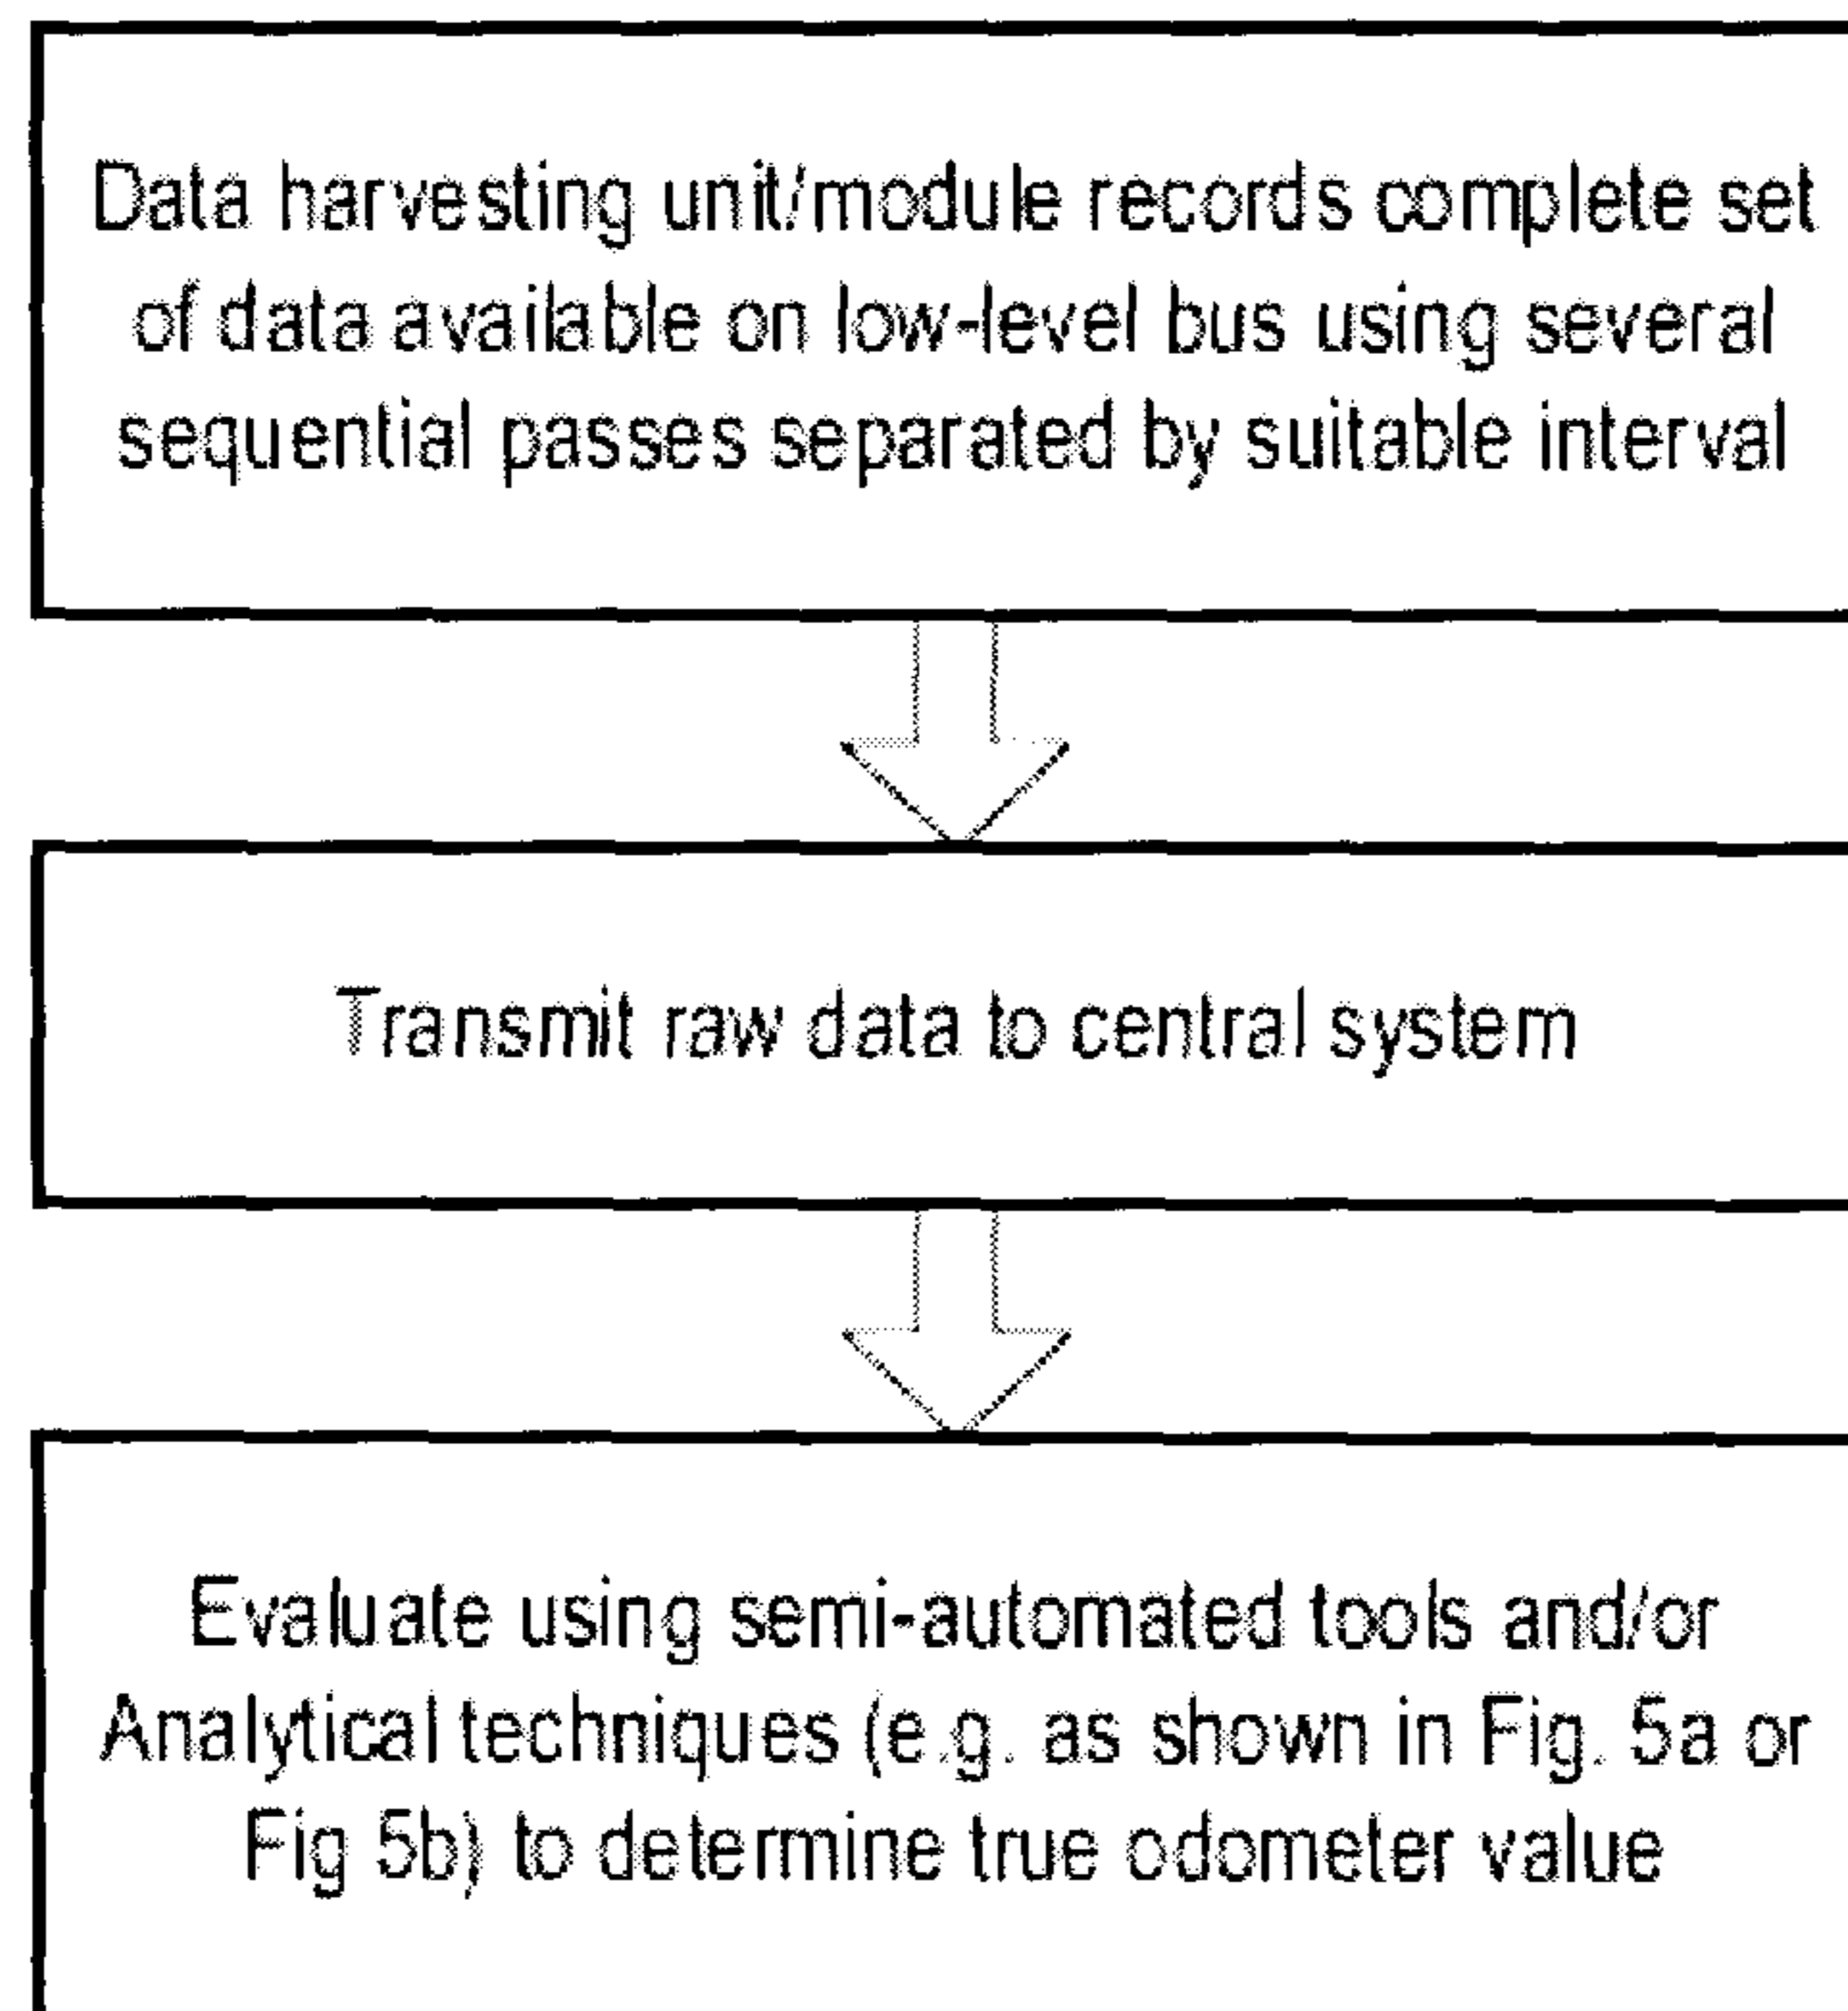 Data harvesting unit/module records complete set
of data available on low-level bus using several
sequential passes separated by suitable interval
Transmit raw data to central system
Evaluate using semi-automated tools and/or
Analytical techniques (e.g. as shown in Fig. 5a or
Fig 5b) to determine true odometer value